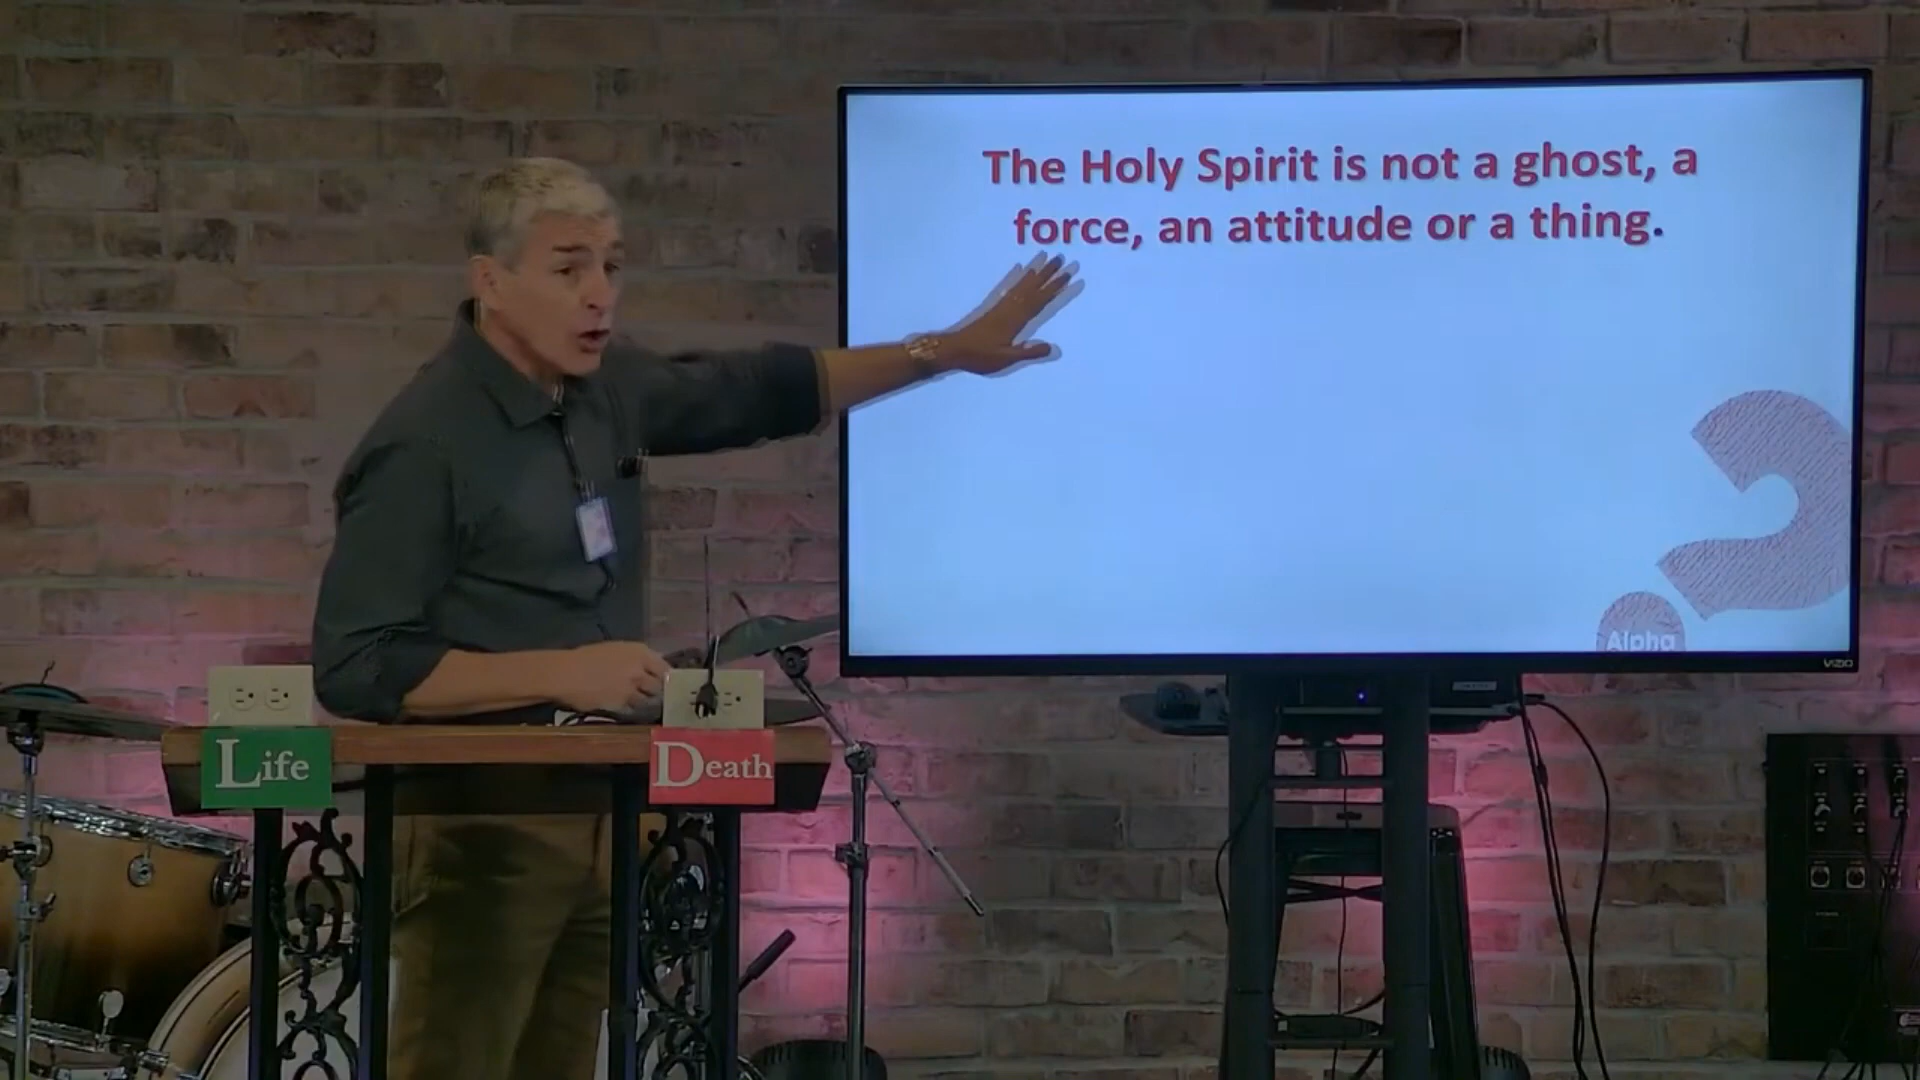 The Holy Spirit is not a ghost, a
force, an attitude or a thing.
Alpha
VIZIO
Life
Death